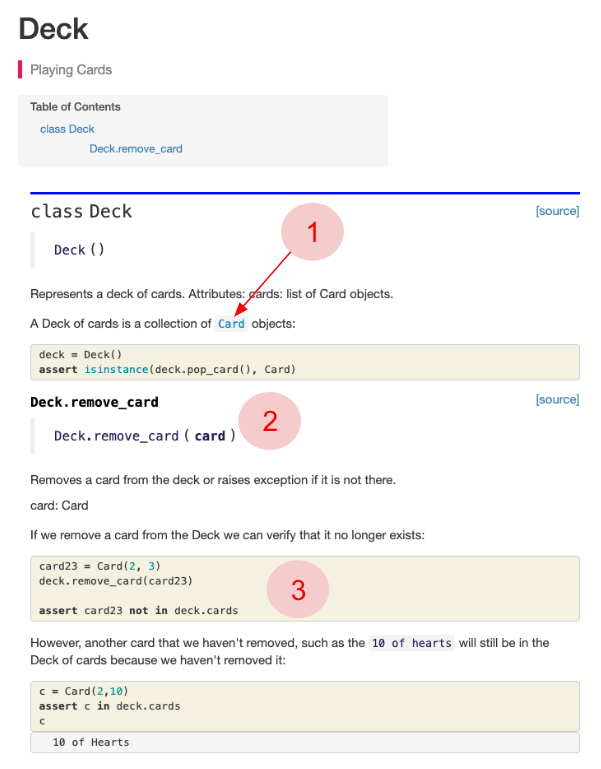 Deck
Playing Cards
Table of Contents
class Deck
Deck.remove_card
class Deck
[source]
1
Deck ()
Represents a deck of cards. Attributes: cards: list of Card objects.
A Deck of cards is a collection of Card objects:
deck = Deck()
assert isinstance(deck.pop_card(), Card)
Deck.remove_card
[source]
2
Deck.remove_card ( card )
Removes a card from the deck or raises exception if it is not there.
card: Card
If we remove a card from the Deck we can verify that it no longer exists:
card23 = Card(2, 3)
deck.remove_card(card23)
3
assert card23 not in deck.cards
However, another card that we haven't removed, such as the 10 of hearts will still be in the
Deck of cards because we haven't removed it:
c = Card(2,10)
assert c in deck.cards
c
10 of Hearts